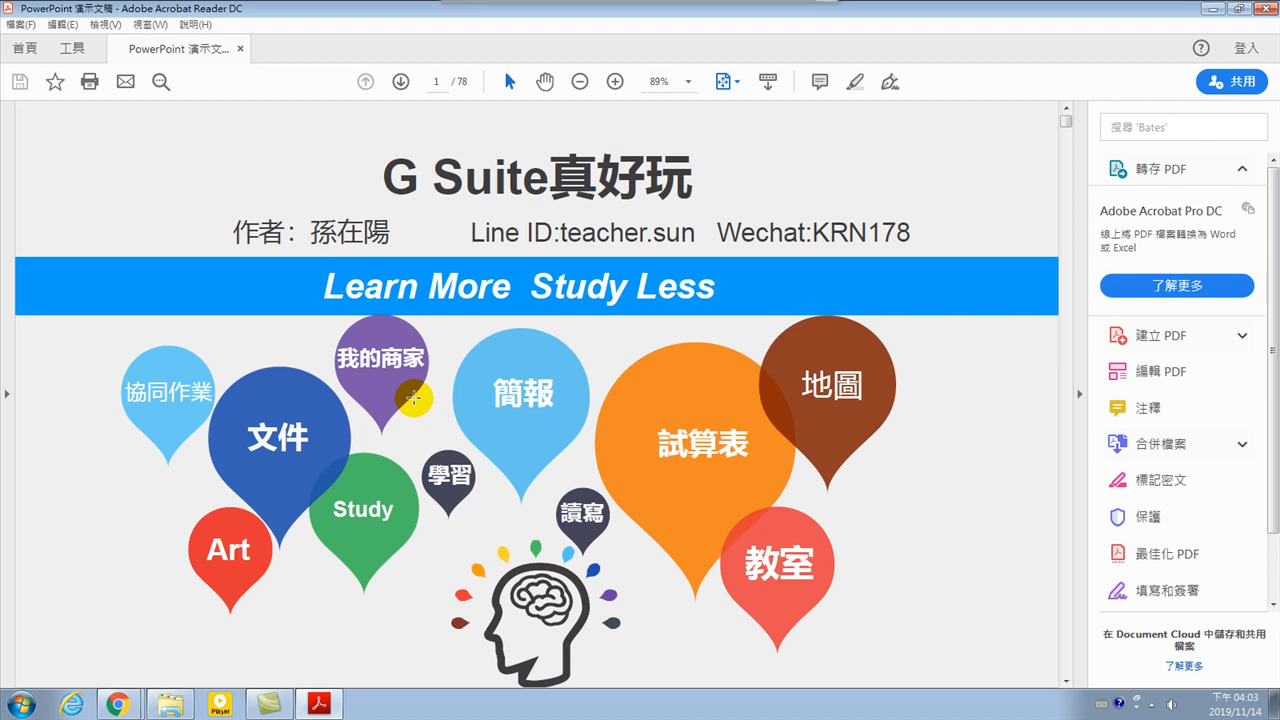 PowerPoint 演示文稿 - Adobe Acrobat Reader DC
檔案(F) 編輯(E) 檢視(V) 視窗(W) 說明(H)
首頁 工具 PowerPoint 演示文... × 登入
1 / 78 89% 共用
搜尋 'Bates'
轉存 PDF
Adobe Acrobat Pro DC
線上將 PDF 檔案轉換為 Word
或 Excel
了解更多
建立 PDF
編輯 PDF
注釋
合併檔案
標記密文
保護
最佳化 PDF
填寫和簽署
在 Document Cloud 中儲存和共用
檔案
了解更多
G Suite真好玩
作者：孫在陽 Line ID:teacher.sun Wechat:KRN178
Learn More Study Less
協同作業
文件
我的商家
簡報
試算表
地圖
學習
Study
讀寫
Art
教室
Player
下午 04:03
2019/11/14